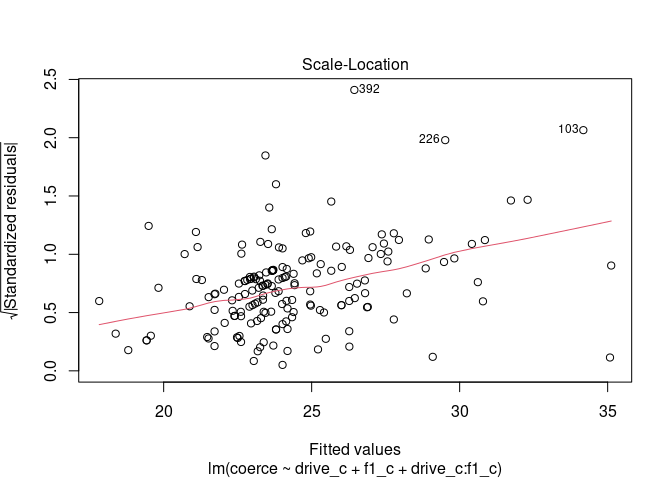 Scale-Location
√|Standardized residuals|
2.5
2.0
1.5
1.0
0.5
0.0
392
226
103
20 25 30 35
Fitted values
lm(coerce ~ drive_c + f1_c + drive_c:f1_c)